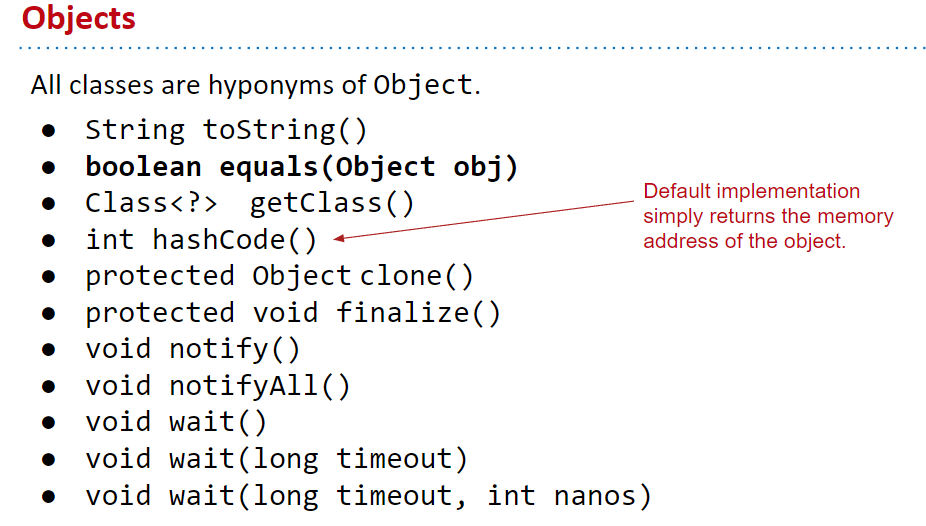 Objects
All classes are hyponyms of Object.
● String toString()
● boolean equals(Object obj)
● Class<?> getClass()
● int hashCode()
● protected Object clone()
● protected void finalize()
● void notify()
● void notifyAll()
● void wait()
● void wait(long timeout)
● void wait(long timeout, int nanos)
Default implementation
simply returns the memory
address of the object.